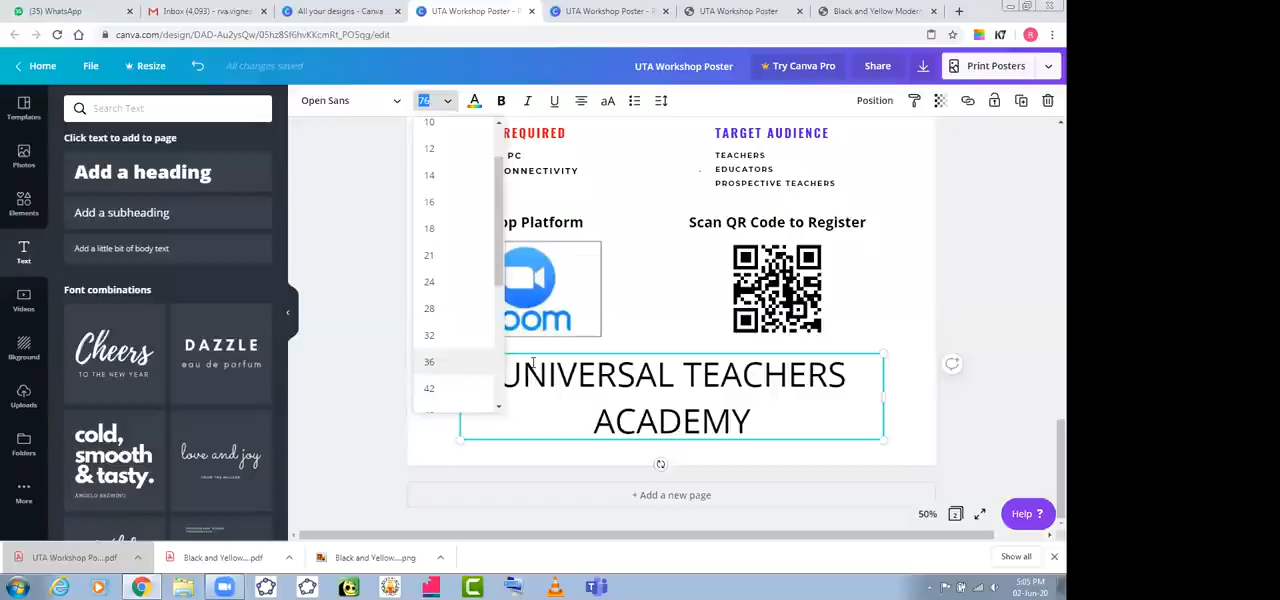 (35) WhatsApp
Inbox (4,093) - rva.vignes
All your designs - Canva
UTA Workshop Poster - P
UTA Workshop Poster - P
UTA Workshop Poster
Black and Yellow Modern
canva.com/design/DAD-Au2ysQw/05hz8Sf6hvKKcmRt_PO5qg/edit
K7
R
Home
File
Resize
All changes saved
UTA Workshop Poster
Try Canva Pro
Share
Print Posters
Open Sans
76
A
B
I
U
aA
Position
Templates
Photos
Elements
Text
Videos
Bkground
Uploads
Folders
More
Search Text
Click text to add to page
Add a heading
Add a subheading
Add a little bit of body text
Font combinations
Cheers
TO THE NEW YEAR
DAZZLE
eau de parfum
cold,
smooth
& tasty.
love and joy
10
12
14
16
18
21
24
28
32
36
42
REQUIRED
PC
ONNECTIVITY
TARGET AUDIENCE
TEACHERS
EDUCATORS
PROSPECTIVE TEACHERS
op Platform
Scan QR Code to Register
oom
UNIVERSAL TEACHERS
ACADEMY
+ Add a new page
50%
2
Help ?
UTA Workshop Po....pdf
Black and Yellow....pdf
Black and Yellow....png
Show all
5:05 PM
02-Jun-20